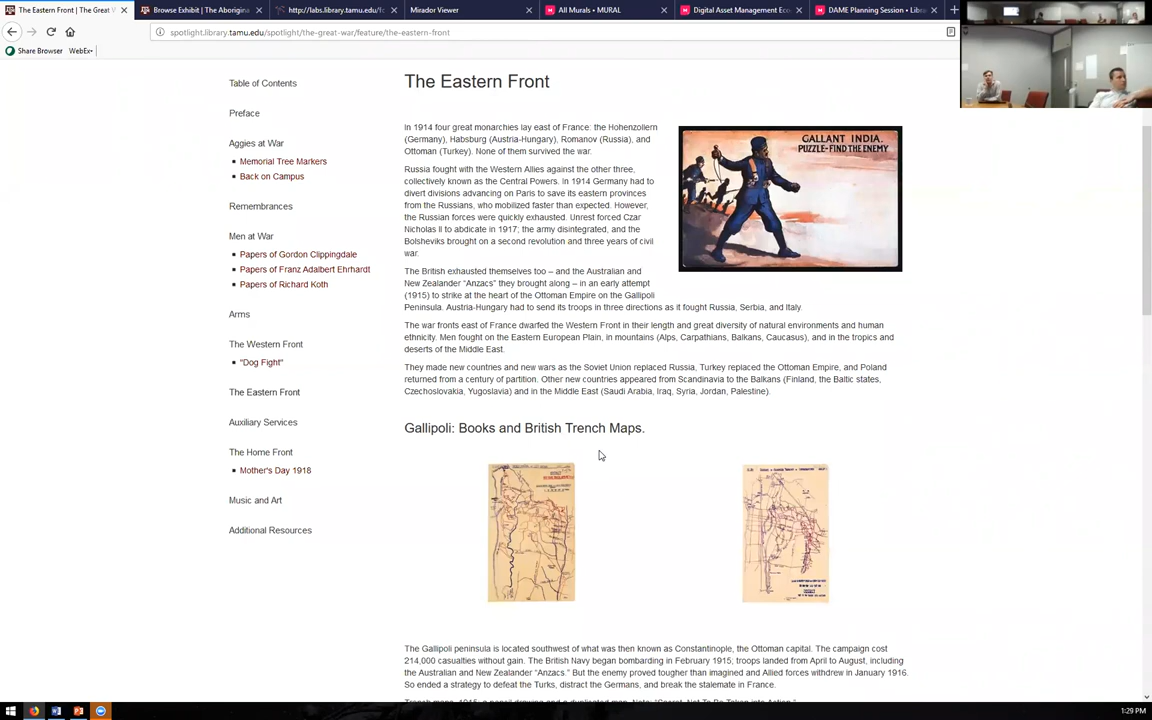 The Eastern Front | The Great W
Browse Exhibit | The Aborigina
http://labs.library.tamu.edu/
Mirador Viewer
All Murals • MURAL
Digital Asset Management Eco
DAME Planning Session • Librar
spotlight.library.tamu.edu/spotlight/the-great-war/feature/the-eastern-front
Share Browser WebEx
Table of Contents
Preface
Aggies at War
Memorial Tree Markers
Back on Campus
Remembrances
Men at War
Papers of Gordon Clippingdale
Papers of Franz Adalbert Ehrhardt
Papers of Richard Koth
Arms
The Western Front
"Dog Fight"
The Eastern Front
Auxiliary Services
The Home Front
Mother's Day 1918
Music and Art
Additional Resources
The Eastern Front
In 1914 four great monarchies lay east of France: the Hohenzollern
(Germany), Habsburg (Austria-Hungary), Romanov (Russia), and
Ottoman (Turkey). None of them survived the war.
Russia fought with the Western Allies against the other three,
collectively known as the Central Powers. In 1914 Germany had to
divert divisions advancing on Paris to save its eastern provinces
from the Russians, who mobilized faster than expected. However,
the Russian forces were quickly exhausted. Unrest forced Czar
Nicholas II to abdicate in 1917; the army disintegrated, and the
Bolsheviks brought on a second revolution and three years of civil
war.
The British exhausted themselves too – and the Australian and
New Zealander "Anzacs" they brought along – in an early attempt
(1915) to strike at the heart of the Ottoman Empire on the Gallipoli
Peninsula. Austria-Hungary had to send its troops in three directions as it fought Russia, Serbia, and Italy.
The war fronts east of France dwarfed the Western Front in their length and great diversity of natural environments and human
ethnicity. Men fought on the Eastern European Plain, in mountains (Alps, Carpathians, Balkans, Caucasus), and in the tropics and
deserts of the Middle East.
They made new countries and new wars as the Soviet Union replaced Russia, Turkey replaced the Ottoman Empire, and Poland
returned from a century of partition. Other new countries appeared from Scandinavia to the Balkans (Finland, the Baltic states,
Czechoslovakia, Yugoslavia) and in the Middle East (Saudi Arabia, Iraq, Syria, Jordan, Palestine).
GALLANT INDIA.
PUZZLE-FIND THE ENEMY
Gallipoli: Books and British Trench Maps.
The Gallipoli peninsula is located southwest of what was then known as Constantinople, the Ottoman capital. The campaign cost
214,000 casualties without gain. The British Navy began bombarding in February 1915; troops landed from April to August, including
the Australian and New Zealander "Anzacs." But the enemy proved tougher than imagined and Allied forces withdrew in January 1916.
So ended a strategy to defeat the Turks, distract the Germans, and break the stalemate in France.
1:29 PM